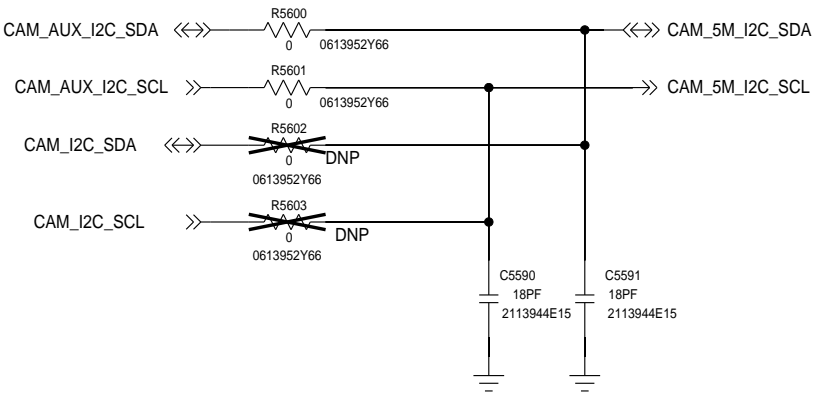 CAM_AUX_I2C_SDA
R5600
0
0613952Y66
CAM_5M_I2C_SDA
CAM_AUX_I2C_SCL
R5601
0
0613952Y66
CAM_5M_I2C_SCL
CAM_I2C_SDA
R5602
0
DNP
0613952Y66
CAM_I2C_SCL
R5603
0
DNP
0613952Y66
C5590
18PF
2113944E15
C5591
18PF
2113944E15